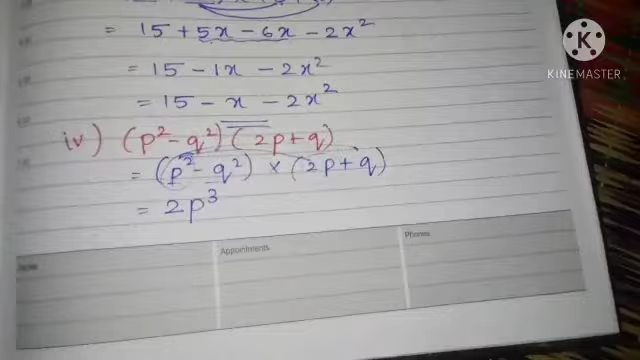 = 15 + 5x - 6x - 2x²
= 15 - 1x - 2x²
= 15 - x - 2x²
iv) (p² - q²) (2p + q)
= (p² - q²) × (2p + q)
= 2p³
Appointments
Phones
K
KINEMASTER